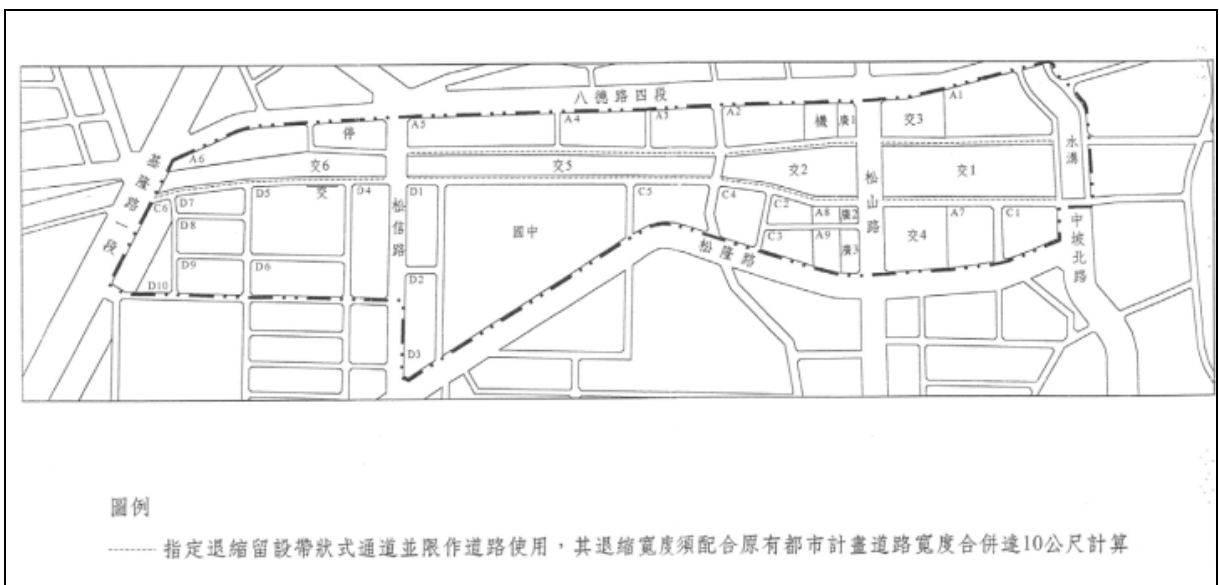 八德路四段
A1
停
A5
A4
A3
A2
機
廣1
交3
水溝
A6
交6
交5
交2
交1
基隆路一段
松山路
C6
D7
D5
交
D4
D1
C5
C4
C2
A8
廣2
A7
C1
松信路
國中
D8
交4
中坡北路
C3
A9
廣3
松隆路
D9
D6
D10
D2
D3
圖例
指定退縮留設帶狀式通道並限作道路使用，其退縮寬度須配合原有都市計畫道路寬度合併達10公尺計算